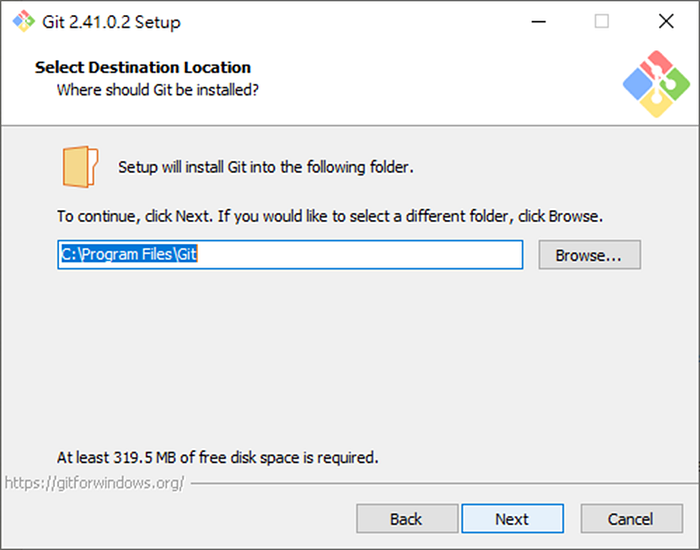 Git 2.41.0.2 Setup
Select Destination Location
Where should Git be installed?
Setup will install Git into the following folder.
To continue, click Next. If you would like to select a different folder, click Browse.
C:\Program Files\Git
Browse...
At least 319.5 MB of free disk space is required.
https://gitforwindows.org/
Back
Next
Cancel